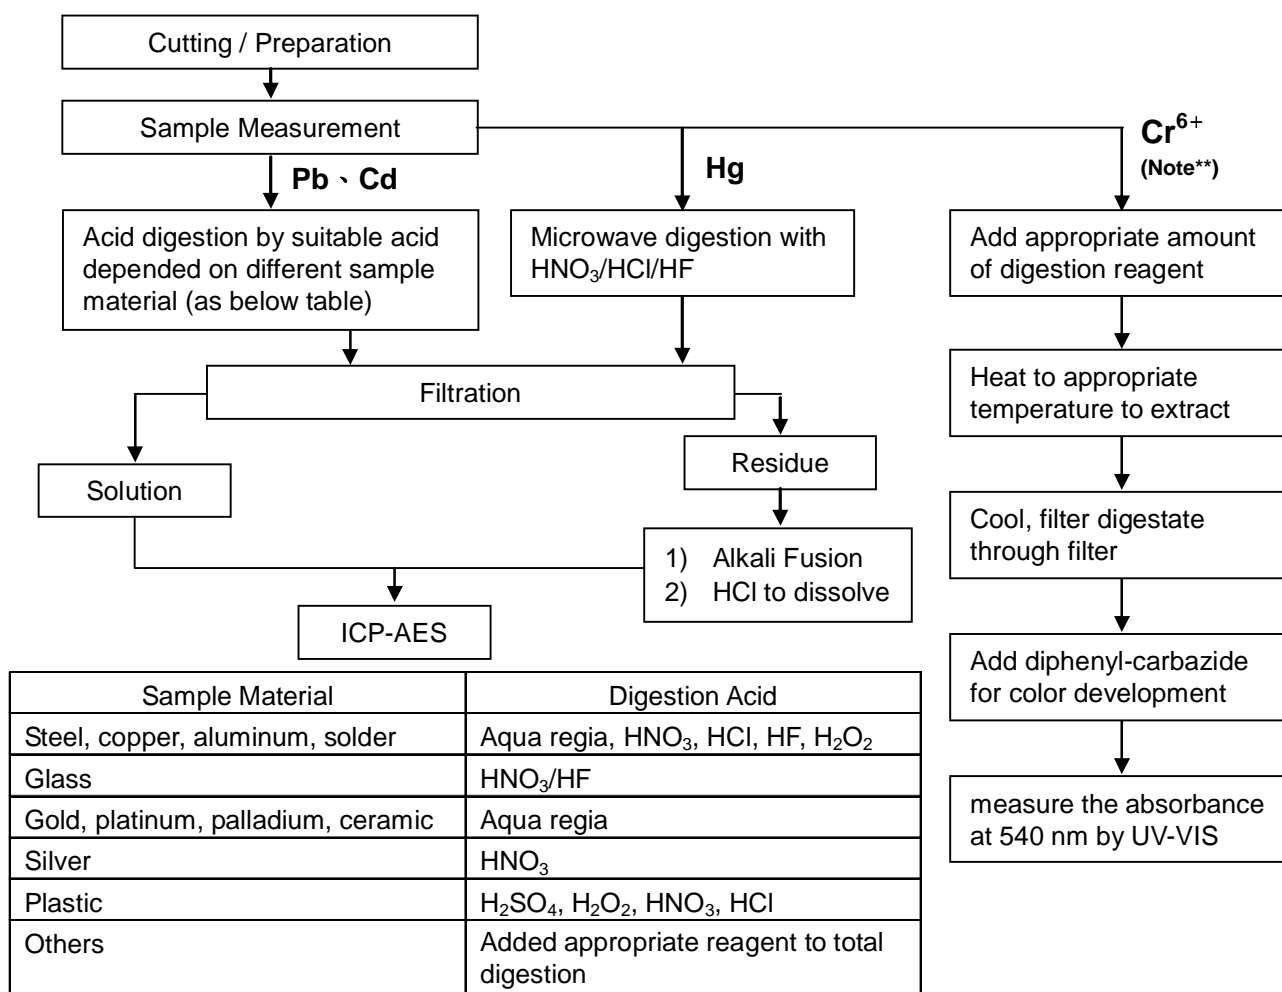 Cutting / Preparation
Sample Measurement
Pb、Cd
Hg
Cr⁶⁺
(Note**)
Acid digestion by suitable acid
depended on different sample
material (as below table)
Microwave digestion with
HNO₃/HCl/HF
Add appropriate amount
of digestion reagent
Filtration
Heat to appropriate
temperature to extract
Solution
Residue
1) Alkali Fusion
2) HCl to dissolve
Cool, filter digestate
through filter
ICP-AES
Add diphenyl-carbazide
for color development
measure the absorbance
at 540 nm by UV-VIS
Sample Material Digestion Acid
Steel, copper, aluminum, solder Aqua regia, HNO₃, HCl, HF, H₂O₂
Glass HNO₃/HF
Gold, platinum, palladium, ceramic Aqua regia
Silver HNO₃
Plastic H₂SO₄, H₂O₂, HNO₃, HCl
Others Added appropriate reagent to total
digestion